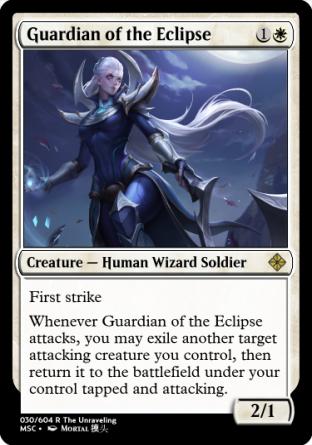 Guardian of the Eclipse 1
Creature — Human Wizard Soldier
First strike
Whenever Guardian of the Eclipse
attacks, you may exile another target
attacking creature you control, then
return it to the battlefield under your
control tapped and attacking.
2/1
030/604 R The Unraveling
MSC • MORTAL 摸头